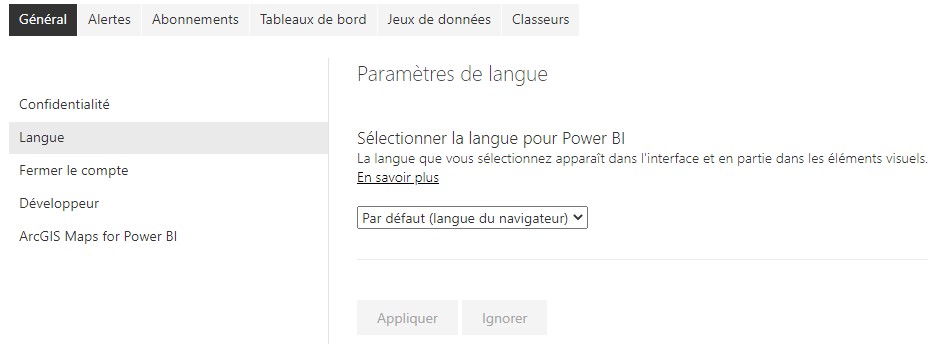 Général Alertes Abonnements Tableaux de bord Jeux de données Classeurs
Confidentialité
Langue
Fermer le compte
Développeur
ArcGIS Maps for Power BI
Paramètres de langue
Sélectionner la langue pour Power BI
La langue que vous sélectionnez apparaît dans l'interface et en partie dans les éléments visuels.
En savoir plus
Par défaut (langue du navigateur)
Appliquer Ignorer